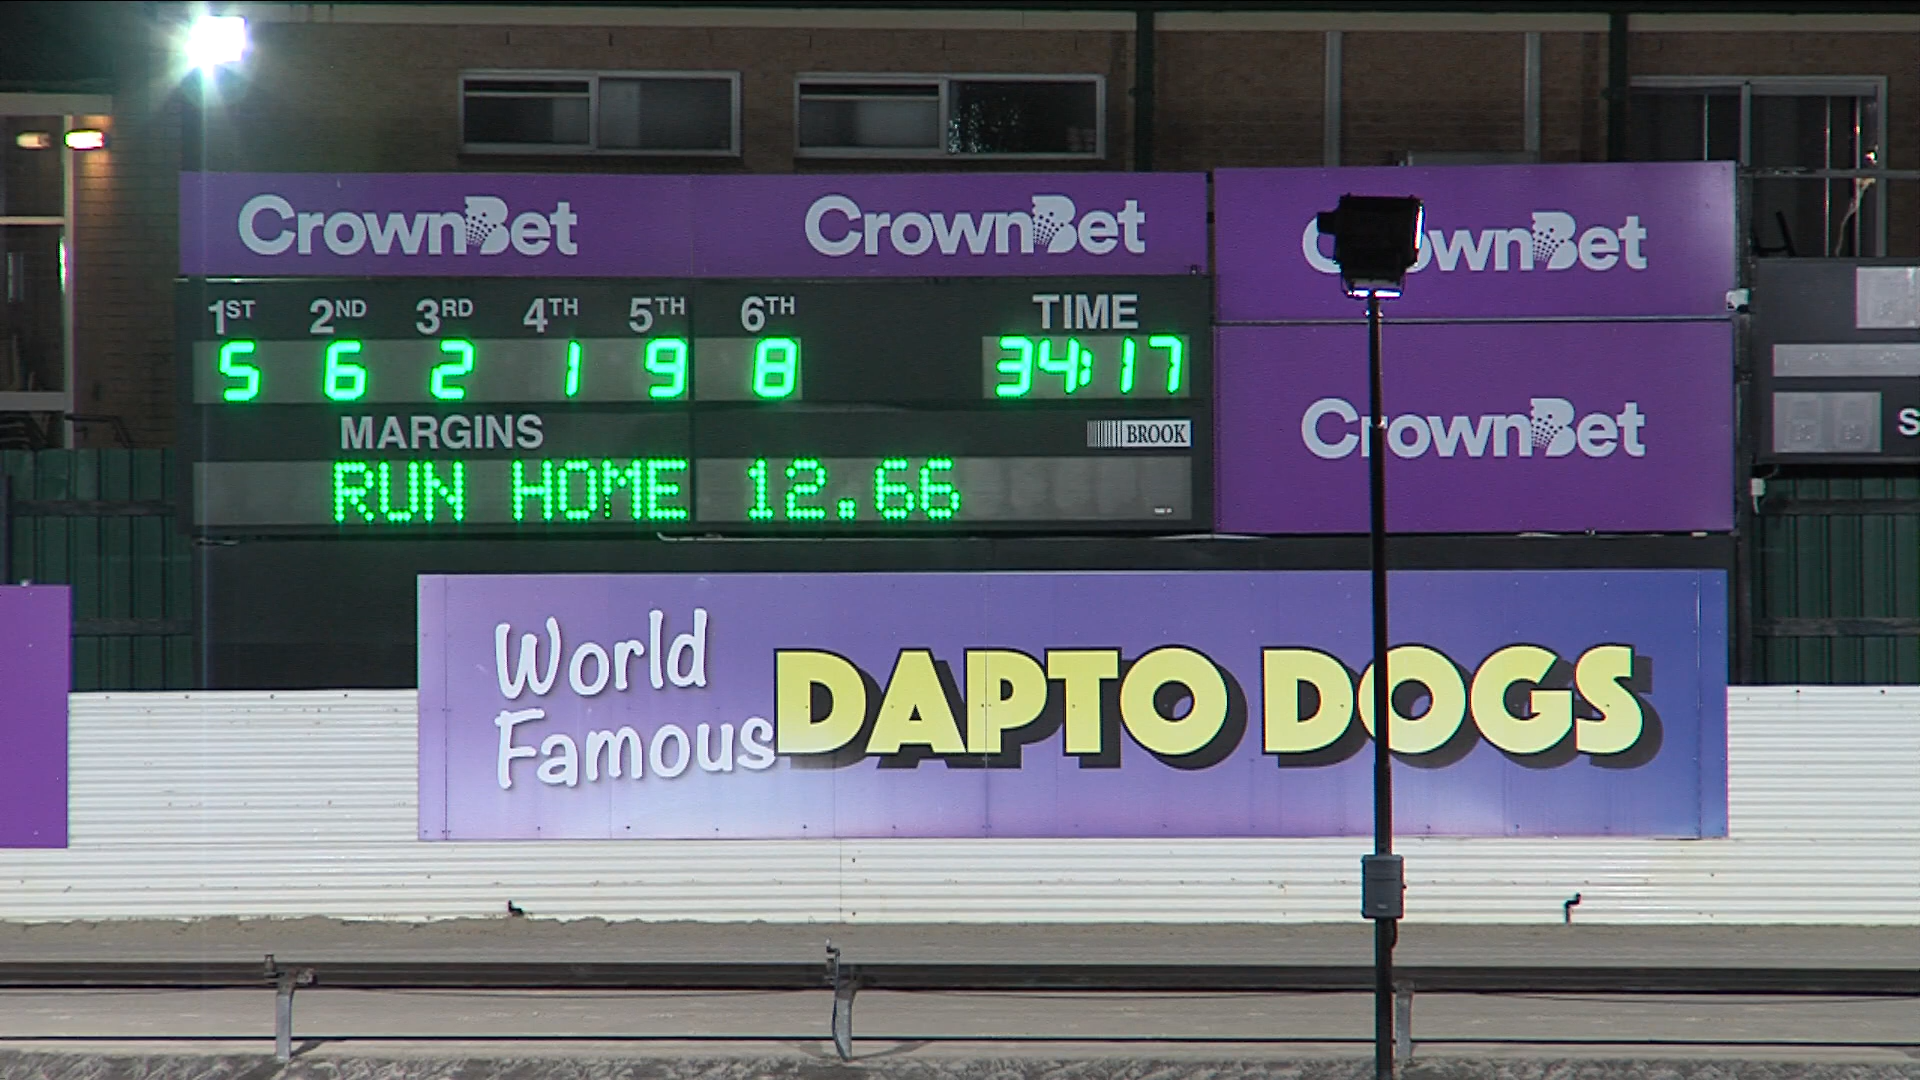 CrownBet CrownBet CrownBet
1ST 2ND 3RD 4TH 5TH 6TH TIME
5 6 2 1 9 8 34:17
MARGINS BROOK
RUN HOME 12.66
CrownBet
World Famous DAPTO DOGS